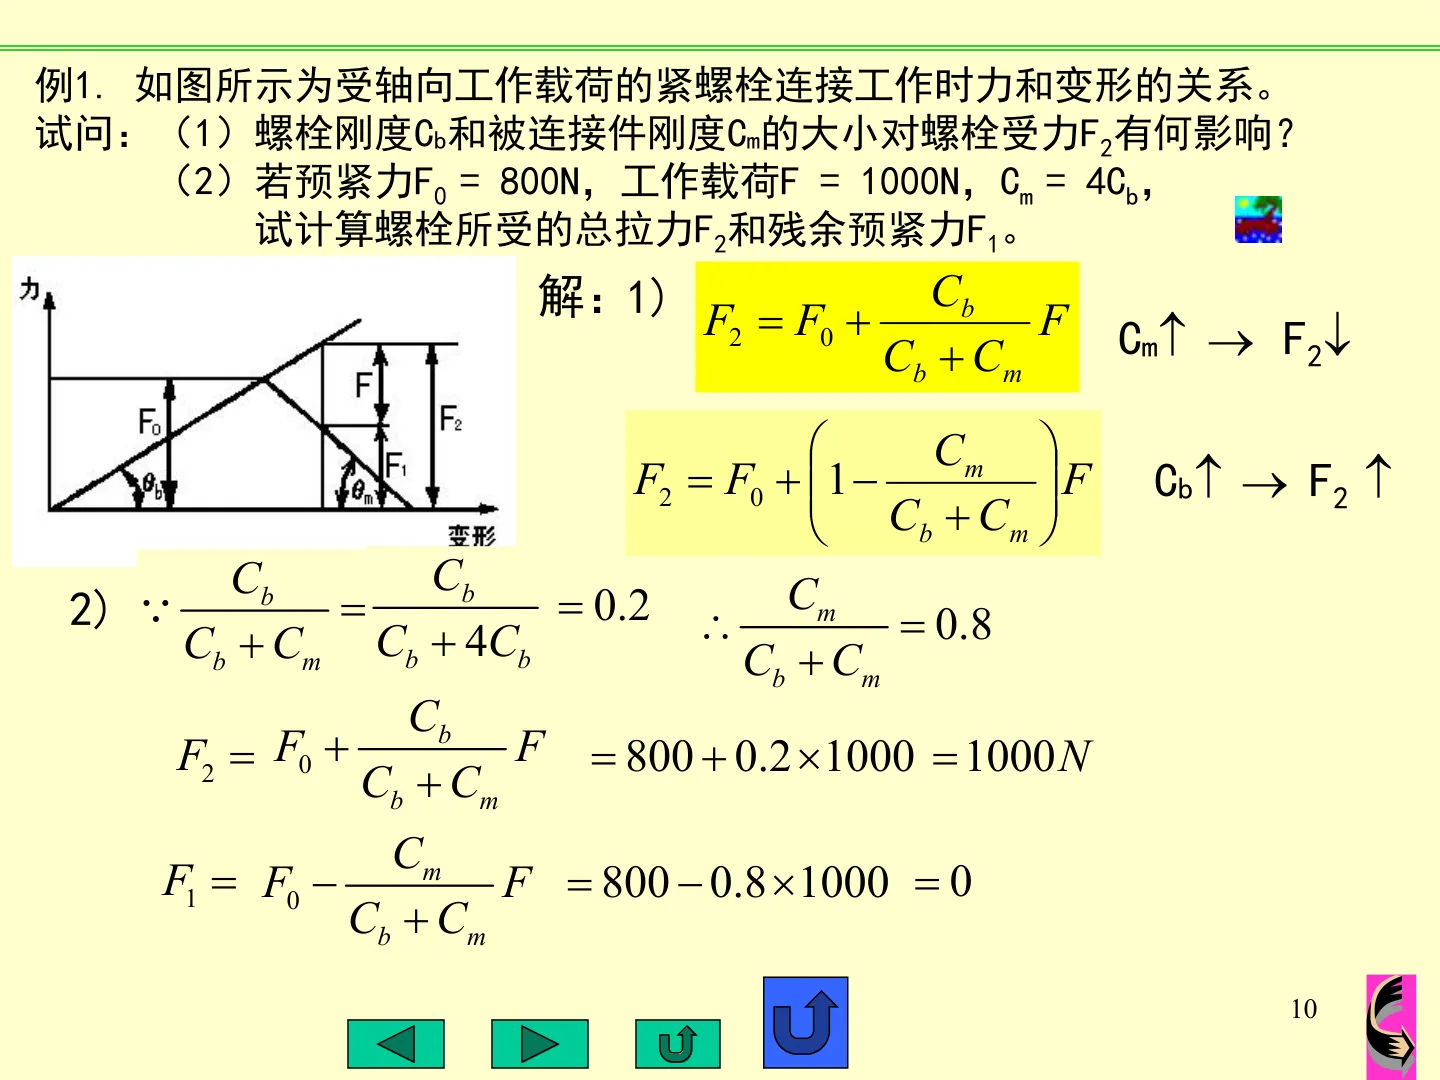 例1. 如图所示为受轴向工作载荷的紧螺栓连接工作时力和变形的关系。
试问:(1)螺栓刚度Cb和被连接件刚度Cm的大小对螺栓受力F2有何影响?
(2)若预紧力F0 = 800N,工作载荷F = 1000N,Cm = 4Cb,
试计算螺栓所受的总拉力F2和残余预紧力F1。
力
F0
F
F1
F2
θb
θm
变形
解:1)
F2 = F0 + Cb/(Cb + Cm) F
Cm↑ → F2↓
F2 = F0 + (1 − Cm/(Cb + Cm)) F
Cb↑ → F2 ↑
2) ∵ Cb/(Cb + Cm) = Cb/(Cb + 4Cb) = 0.2 ∴ Cm/(Cb + Cm) = 0.8
F2 = F0 + Cb/(Cb + Cm) F = 800 + 0.2 × 1000 = 1000N
F1 = F0 − Cm/(Cb + Cm) F = 800 − 0.8 × 1000 = 0
10